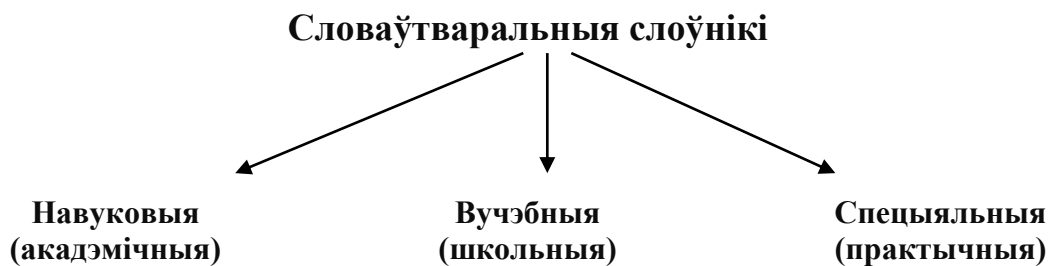 Словаўтваральныя слоўнікі
Навуковыя
(акадэмічныя)
Вучэбныя
(школьныя)
Спецыяльныя
(практычныя)